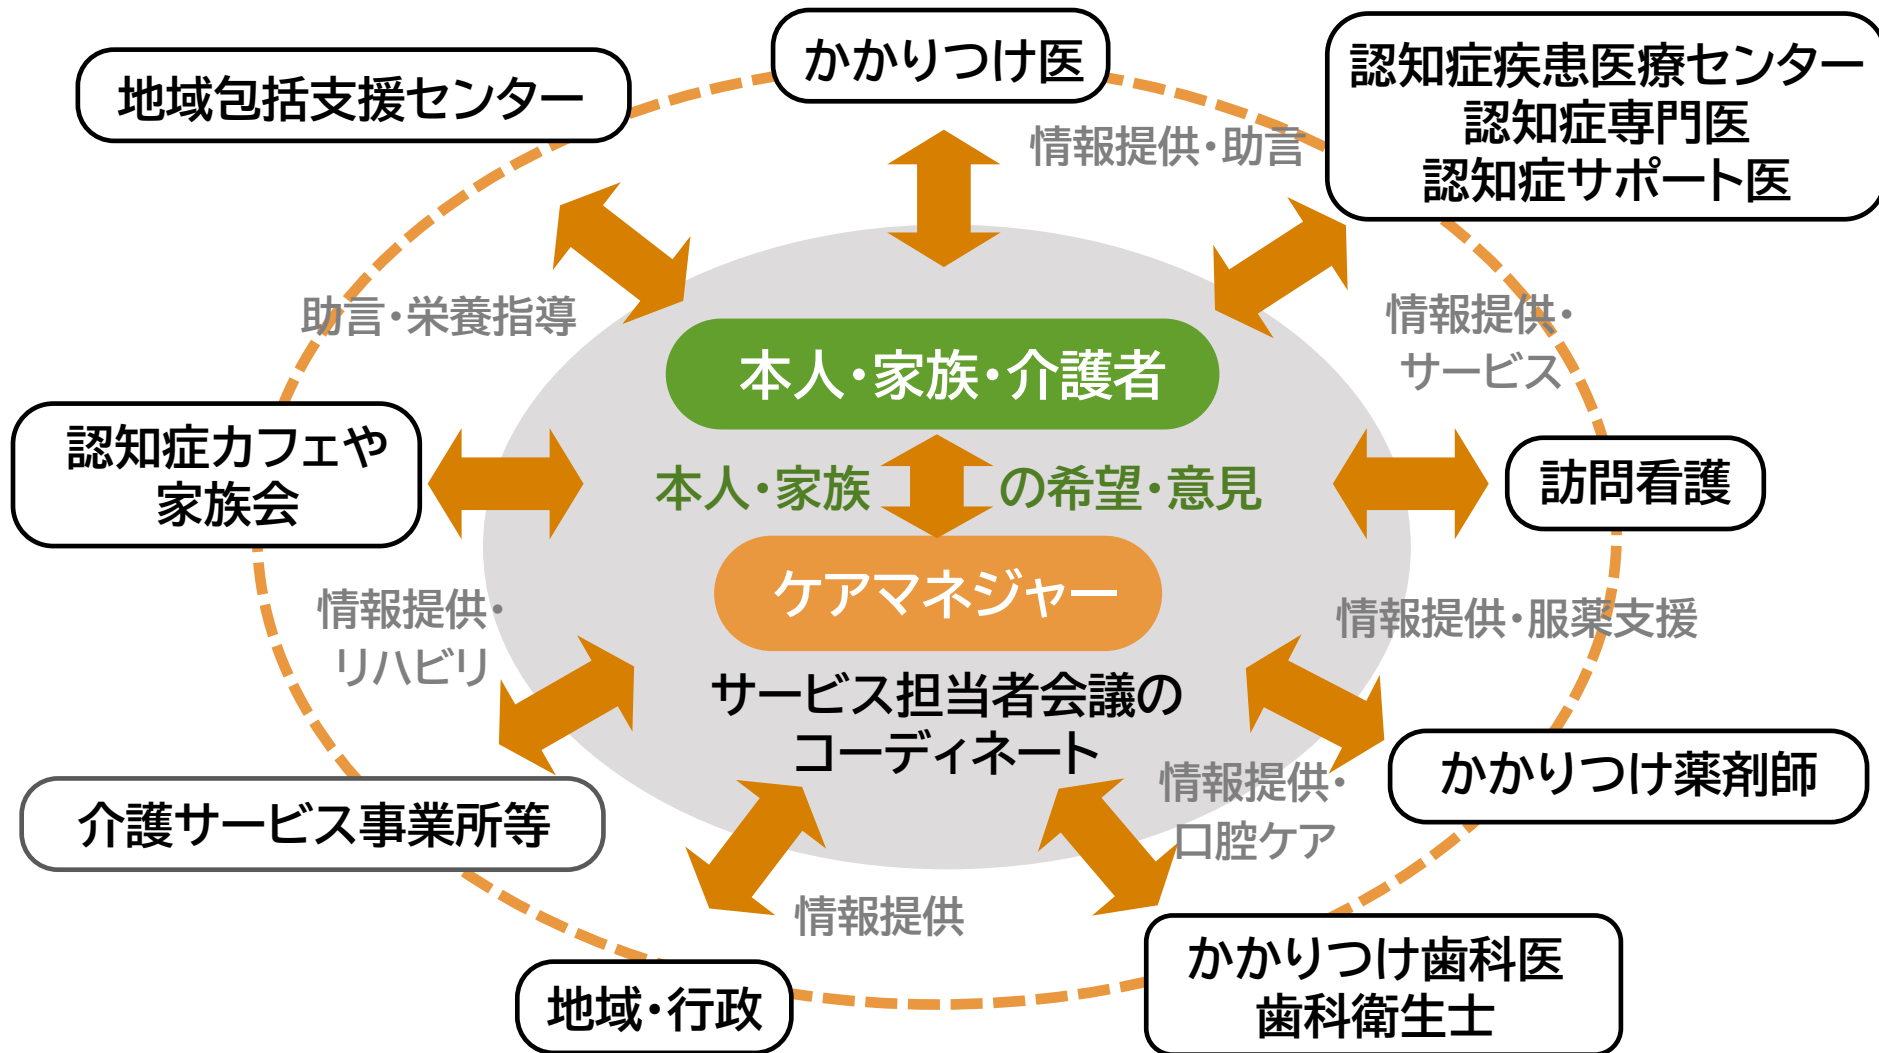 かかりつけ医
地域包括支援センター
認知症疾患医療センター
認知症専門医
認知症サポート医
情報提供・助言
助言・栄養指導
情報提供・
サービス
本人・家族・介護者
認知症カフェや
家族会
本人・家族 の希望・意見
訪問看護
ケアマネジャー
情報提供・
リハビリ
情報提供・服薬支援
サービス担当者会議の
コーディネート
介護サービス事業所等
情報提供・
口腔ケア
かかりつけ薬剤師
情報提供
地域・行政
かかりつけ歯科医
歯科衛生士